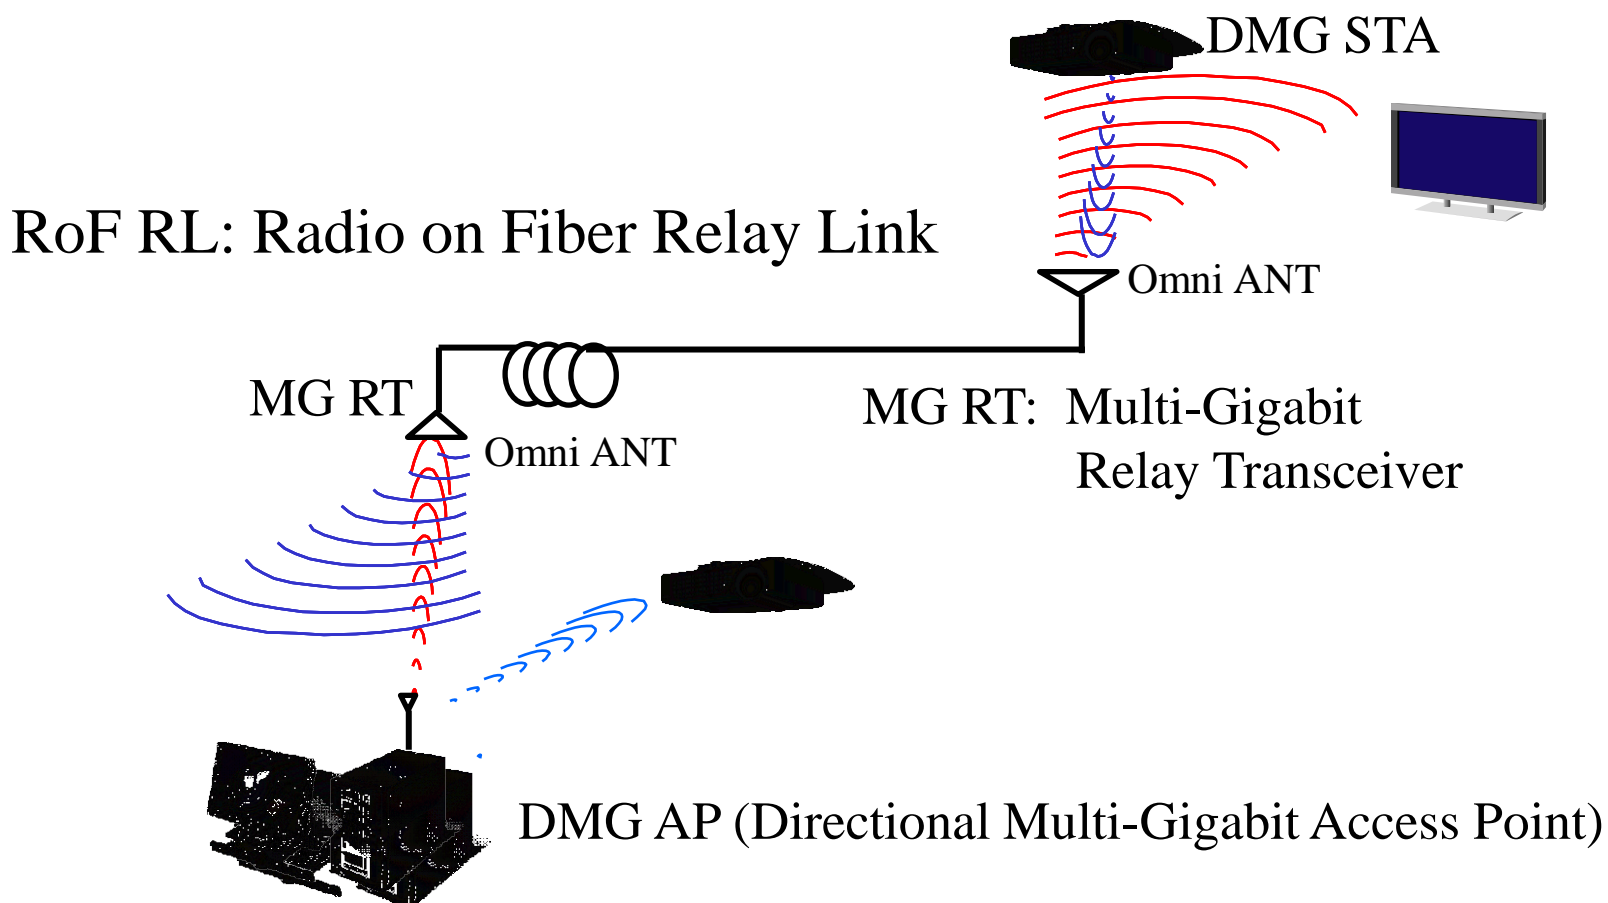 DMG STA
RoF RL: Radio on Fiber Relay Link
Omni ANT
MG RT
MG RT: Multi-Gigabit
Relay Transceiver
Omni ANT
DMG AP (Directional Multi-Gigabit Access Point)